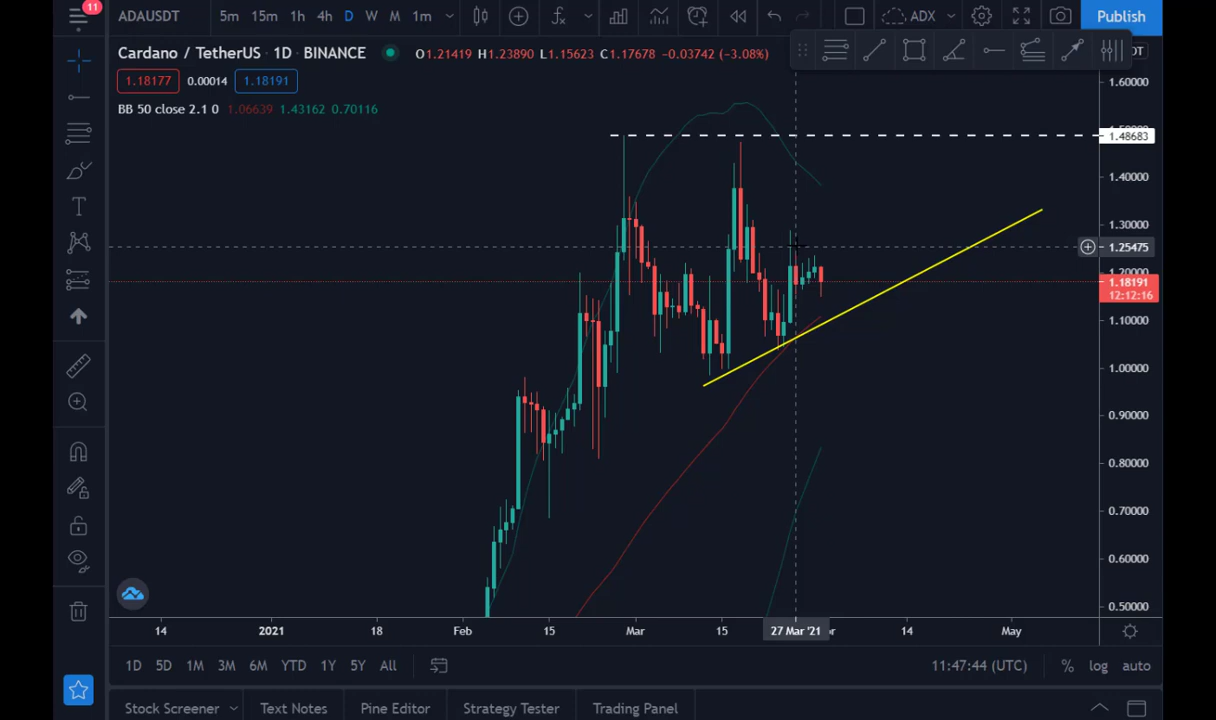 11
ADAUSDT 5m 15m 1h 4h D W M 1m ADX Publish
Cardano / TetherUS · 1D · BINANCE O1.21419 H1.23890 L1.15623 C1.17678 -0.03742 (-3.08%)
1.18177 0.00014 1.18191
BB 50 close 2.1 0 1.06639 1.43162 0.70116
1.60000
1.48683
1.40000
1.30000
1.25475
1.20000
1.18191
12:12:16
1.10000
1.00000
0.90000
0.80000
0.70000
0.60000
0.50000
14 2021 18 Feb 15 Mar 15 27 Mar '21 14 May
1D 5D 1M 3M 6M YTD 1Y 5Y All 11:47:44 (UTC) % log auto
Stock Screener Text Notes Pine Editor Strategy Tester Trading Panel